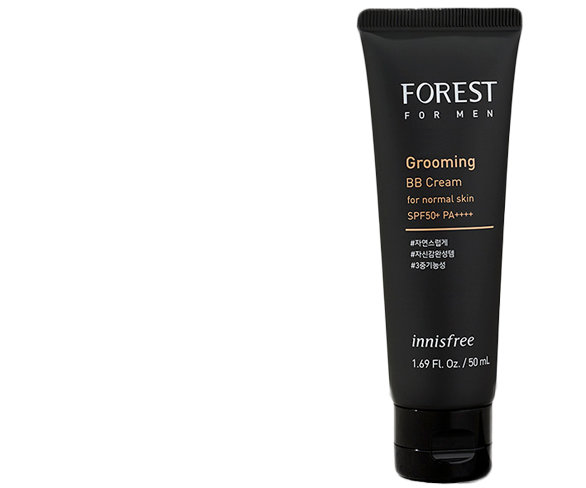 FOREST
FOR MEN
Grooming
BB Cream
for normal skin
SPF50+ PA++++
#자연스럽게
#자신감완성템
#3중기능성
innisfree
1.69 Fl. Oz. / 50 mL